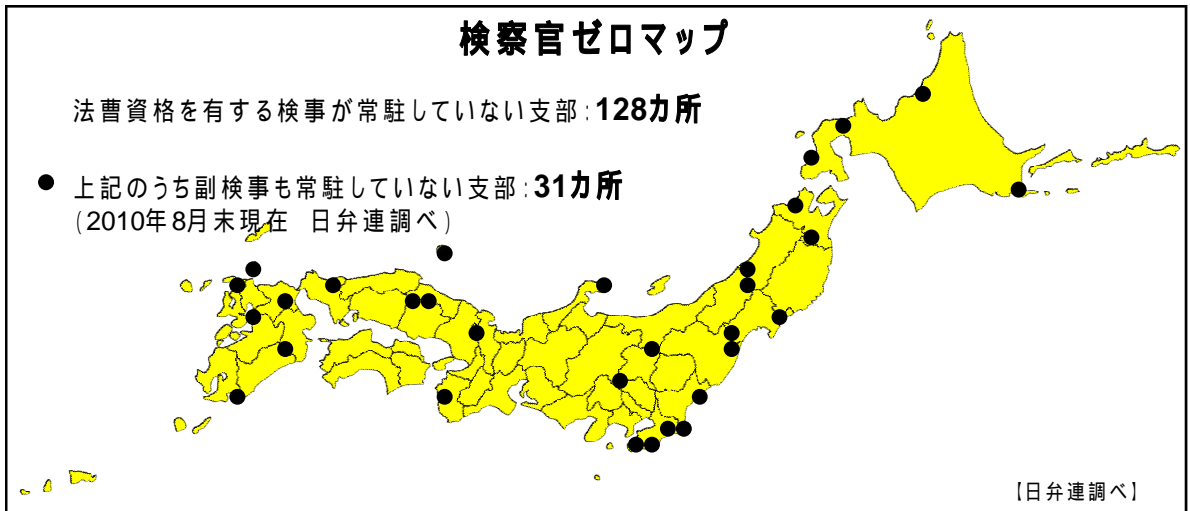 検察官ゼロマップ
法曹資格を有する検事が常駐していない支部:128カ所
● 上記のうち副検事も常駐していない支部:31カ所
(2010年8月末現在 日弁連調べ)
【日弁連調べ】